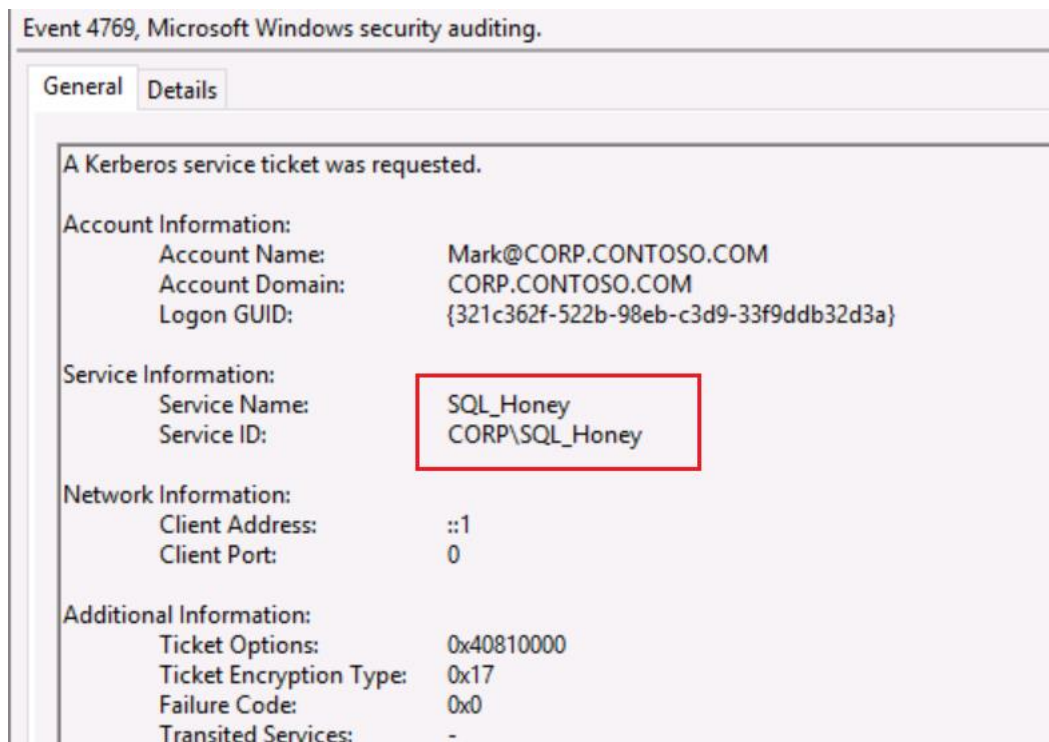 Event 4769, Microsoft Windows security auditing.
General Details
A Kerberos service ticket was requested.
Account Information:
Account Name: Mark@CORP.CONTOSO.COM
Account Domain: CORP.CONTOSO.COM
Logon GUID: {321c362f-522b-98eb-c3d9-33f9ddb32d3a}
Service Information:
Service Name: SQL_Honey
Service ID: CORP\SQL_Honey
Network Information:
Client Address: ::1
Client Port: 0
Additional Information:
Ticket Options: 0x40810000
Ticket Encryption Type: 0x17
Failure Code: 0x0
Transited Services: -